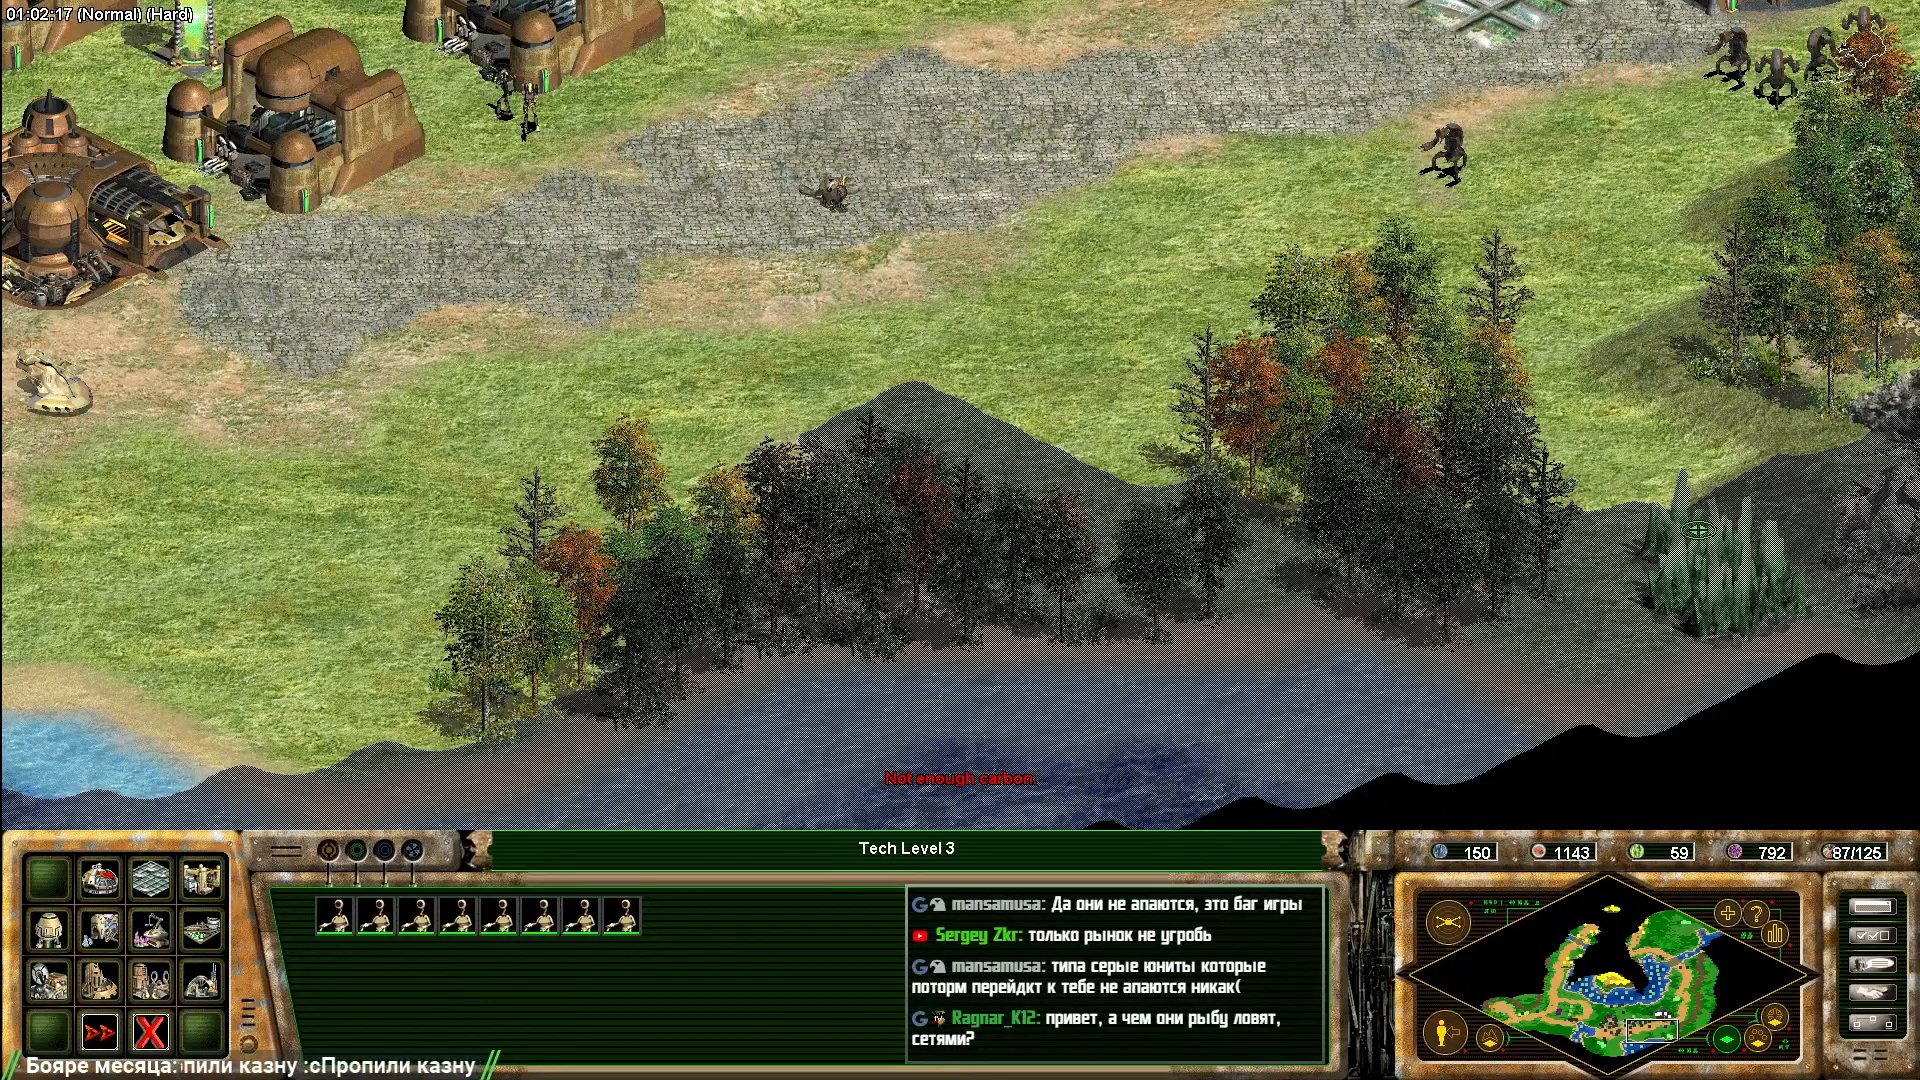 01:02:17 (Normal) (Hard)
Not enough carbon.
Tech Level 3
150 1143 59 792 87/125
mansamusa: Да они не апаются, это баг игры
Sergey Zkr: только рынок не угробь
mansamusa: типа серые юниты которые
поторм перейдкт к тебе не апаются никак(
Ragnar_K12: привет, а чем они рыбу ловят,
сетями?
// Бояре месяца: пили казну :сПропили казну //